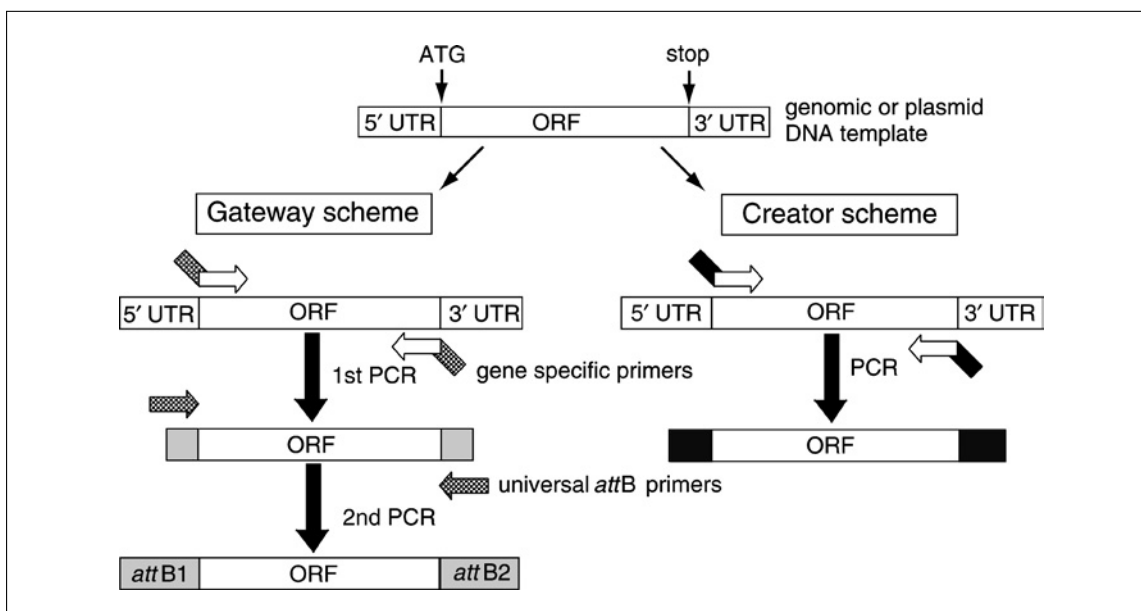 ATG stop
5′ UTR ORF 3′ UTR
genomic or plasmid
DNA template
Gateway scheme
Creator scheme
5′ UTR ORF 3′ UTR
5′ UTR ORF 3′ UTR
1st PCR
gene specific primers
PCR
ORF
ORF
universal attB primers
2nd PCR
attB1 ORF attB2